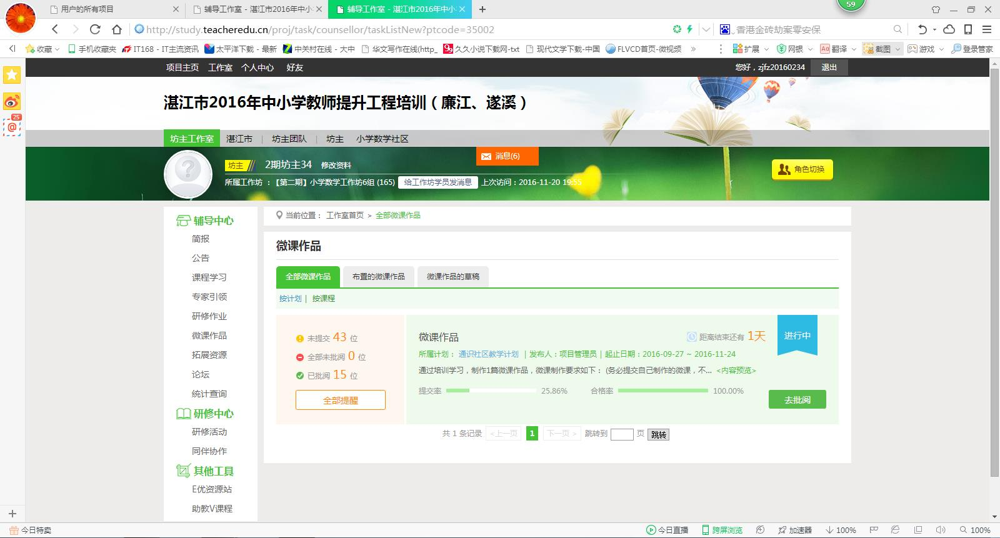 59
用户的所有项目
辅导工作室 - 湛江市2016年中小
辅导工作室 - 湛江市2016年中小
http://study.teacheredu.cn/proj/task/counsellor/taskListNew?ptcode=35002
香港金砖劫案零安保
收藏 手机收藏夹 IT168 - IT主流资讯 太平洋下载 - 最新 中关村在线 - 大中 华文写作在线(http_ 久久小说下载网-txt 现代文学下载-中国 FLVCD首页-微视频 » 扩展 网银 翻译 截图 游戏 登录管家
项目主页 工作室 个人中心 好友 您好，zjfz20160234 退出
25
湛江市2016年中小学教师提升工程培训（廉江、遂溪）
坊主工作室 湛江市 | 坊主团队 | 坊主 小学数学社区
消息(6)
坊主 2期坊主34 修改资料
角色切换
所属工作坊 ：【第二期】小学数学工作坊6组 (165) 给工作坊学员发消息 上次访问：2016-11-20 19:55
辅导中心
简报
公告
课程学习
专家引领
研修作业
微课作品
拓展资源
论坛
统计查询
研修中心
研修活动
同伴协作
其他工具
E优资源站
助教V课程
当前位置： 工作室首页 > 全部微课作品
微课作品
全部微课作品 布置的微课作品 微课作品的草稿
按计划 | 按课程
未提交 43 位
全部未批阅 0 位
已批阅 15 位
全部提醒
微课作品 距离结束还有 1天 进行中
所属计划： 通识社区教学计划 | 发布人：项目管理员 | 起止日期：2016-09-27 ~ 2016-11-24
通过培训学习，制作1篇微课作品，微课制作要求如下： (务必提交自己制作的微课，不... <内容预览>
提交率 25.86% 合格率 100.00%
去批阅
共 1 条记录 <上一页 1 下一页 > 跳转到 页 跳转
今日特卖 今日直播 跨屏浏览 加速器 100% 100%